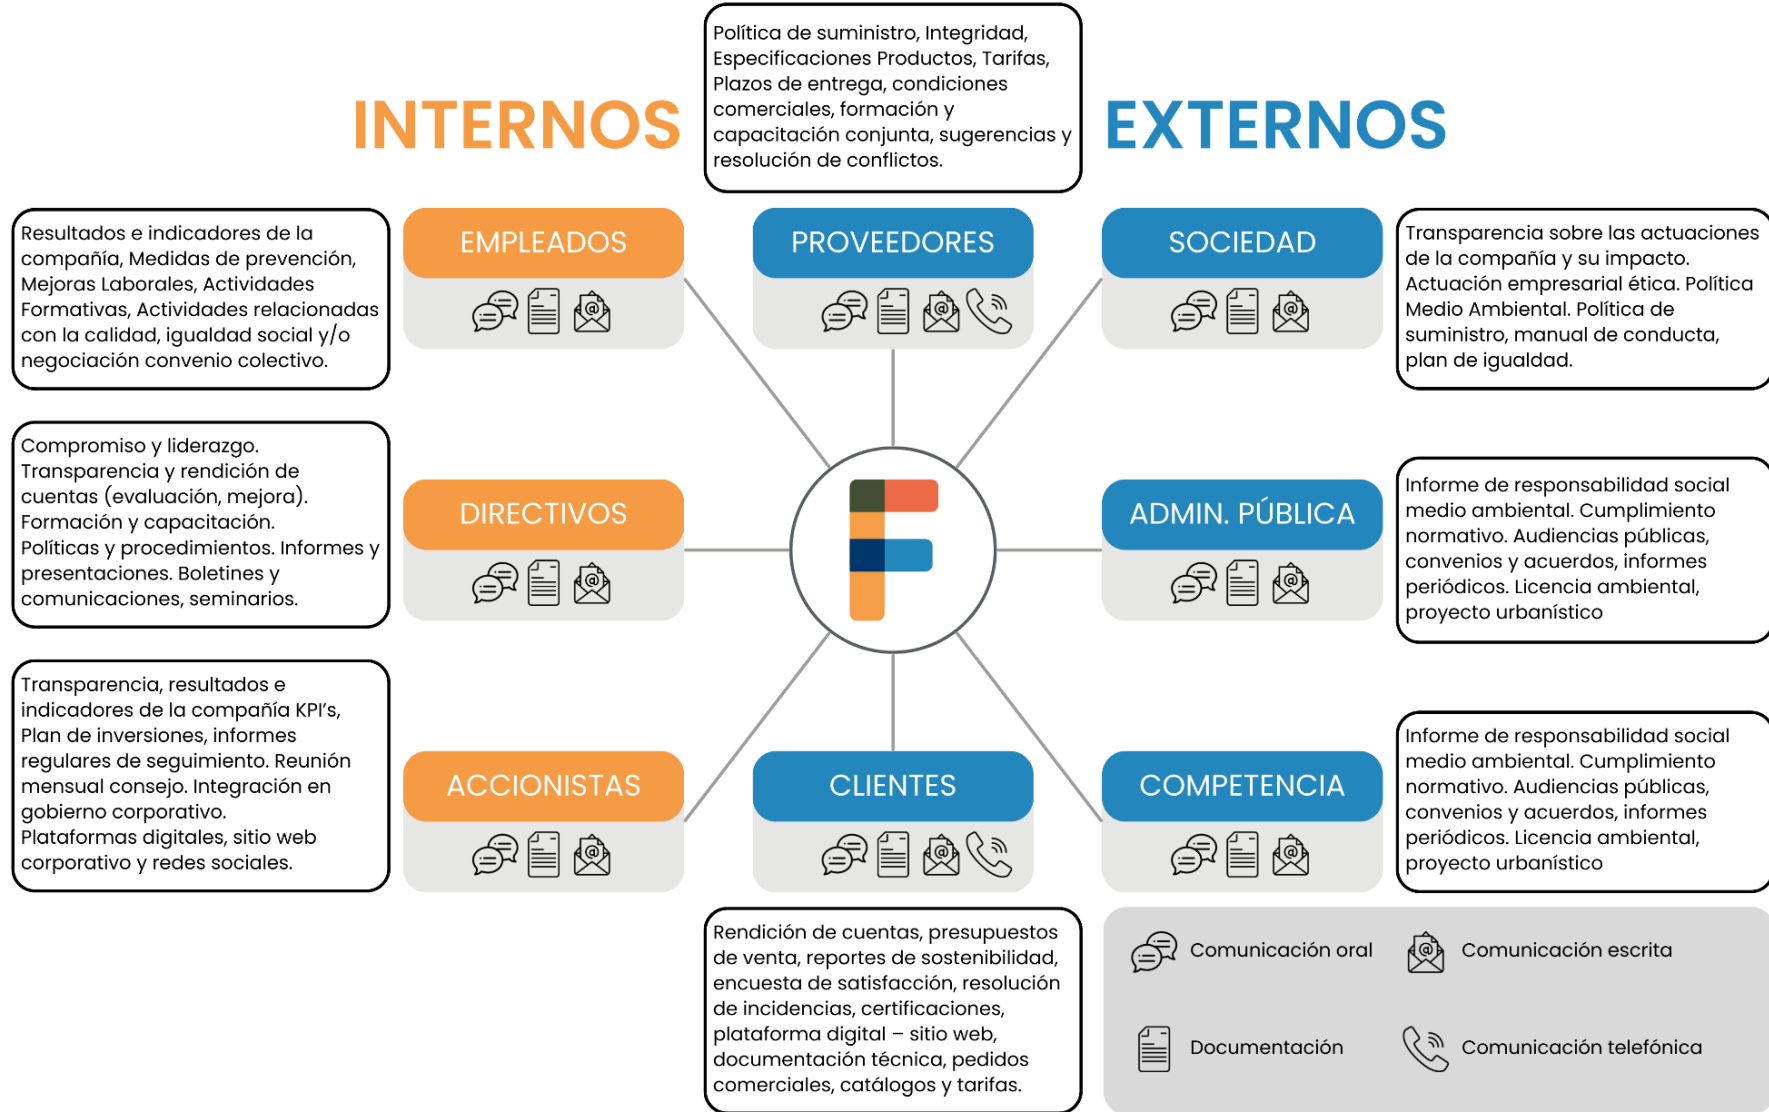 Política de suministro, Integridad,
Especificaciones Productos, Tarifas,
Plazos de entrega, condiciones
comerciales, formación y
capacitación conjunta, sugerencias y
resolución de conflictos.
INTERNOS
EXTERNOS
Resultados e indicadores de la
compañía, Medidas de prevención,
Mejoras Laborales, Actividades
Formativas, Actividades relacionadas
con la calidad, igualdad social y/o
negociación convenio colectivo.
EMPLEADOS
PROVEEDORES
SOCIEDAD
Transparencia sobre las actuaciones
de la compañía y su impacto.
Actuación empresarial ética. Política
Medio Ambiental. Política de
suministro, manual de conducta,
plan de igualdad.
Compromiso y liderazgo.
Transparencia y rendición de
cuentas (evaluación, mejora).
Formación y capacitación.
Políticas y procedimientos. Informes y
presentaciones. Boletines y
comunicaciones, seminarios.
DIRECTIVOS
F
ADMIN. PÚBLICA
Informe de responsabilidad social
medio ambiental. Cumplimiento
normativo. Audiencias públicas,
convenios y acuerdos, informes
periódicos. Licencia ambiental,
proyecto urbanístico
Transparencia, resultados e
indicadores de la compañía KPI's,
Plan de inversiones, informes
regulares de seguimiento. Reunión
mensual consejo. Integración en
gobierno corporativo.
Plataformas digitales, sitio web
corporativo y redes sociales.
ACCIONISTAS
CLIENTES
COMPETENCIA
Informe de responsabilidad social
medio ambiental. Cumplimiento
normativo. Audiencias públicas,
convenios y acuerdos, informes
periódicos. Licencia ambiental,
proyecto urbanístico
Rendición de cuentas, presupuestos
de venta, reportes de sostenibilidad,
encuesta de satisfacción, resolución
de incidencias, certificaciones,
plataforma digital – sitio web,
documentación técnica, pedidos
comerciales, catálogos y tarifas.
Comunicación oral
Comunicación escrita
Documentación
Comunicación telefónica